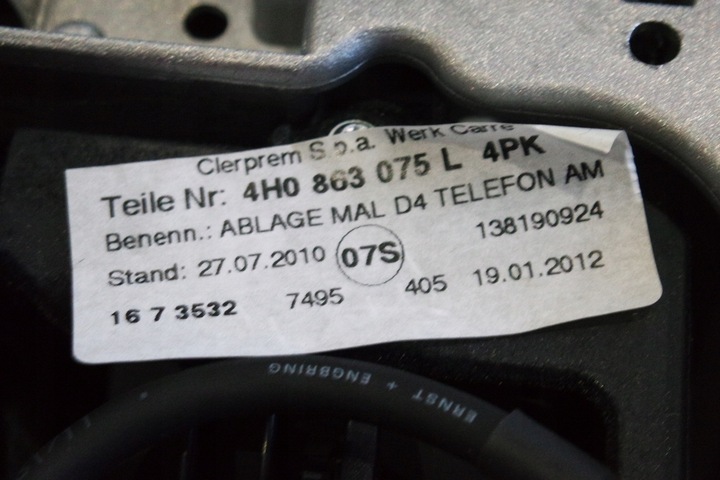 Clerprem S.p.a. Werk Carre
Teile Nr: 4H0 863 075 L 4PK
Benenn.: ABLAGE MAL D4 TELEFON AM
Stand: 27.07.2010 07S 138190924
16 7 3532 7495 405 19.01.2012
ERNST + ENGBRING